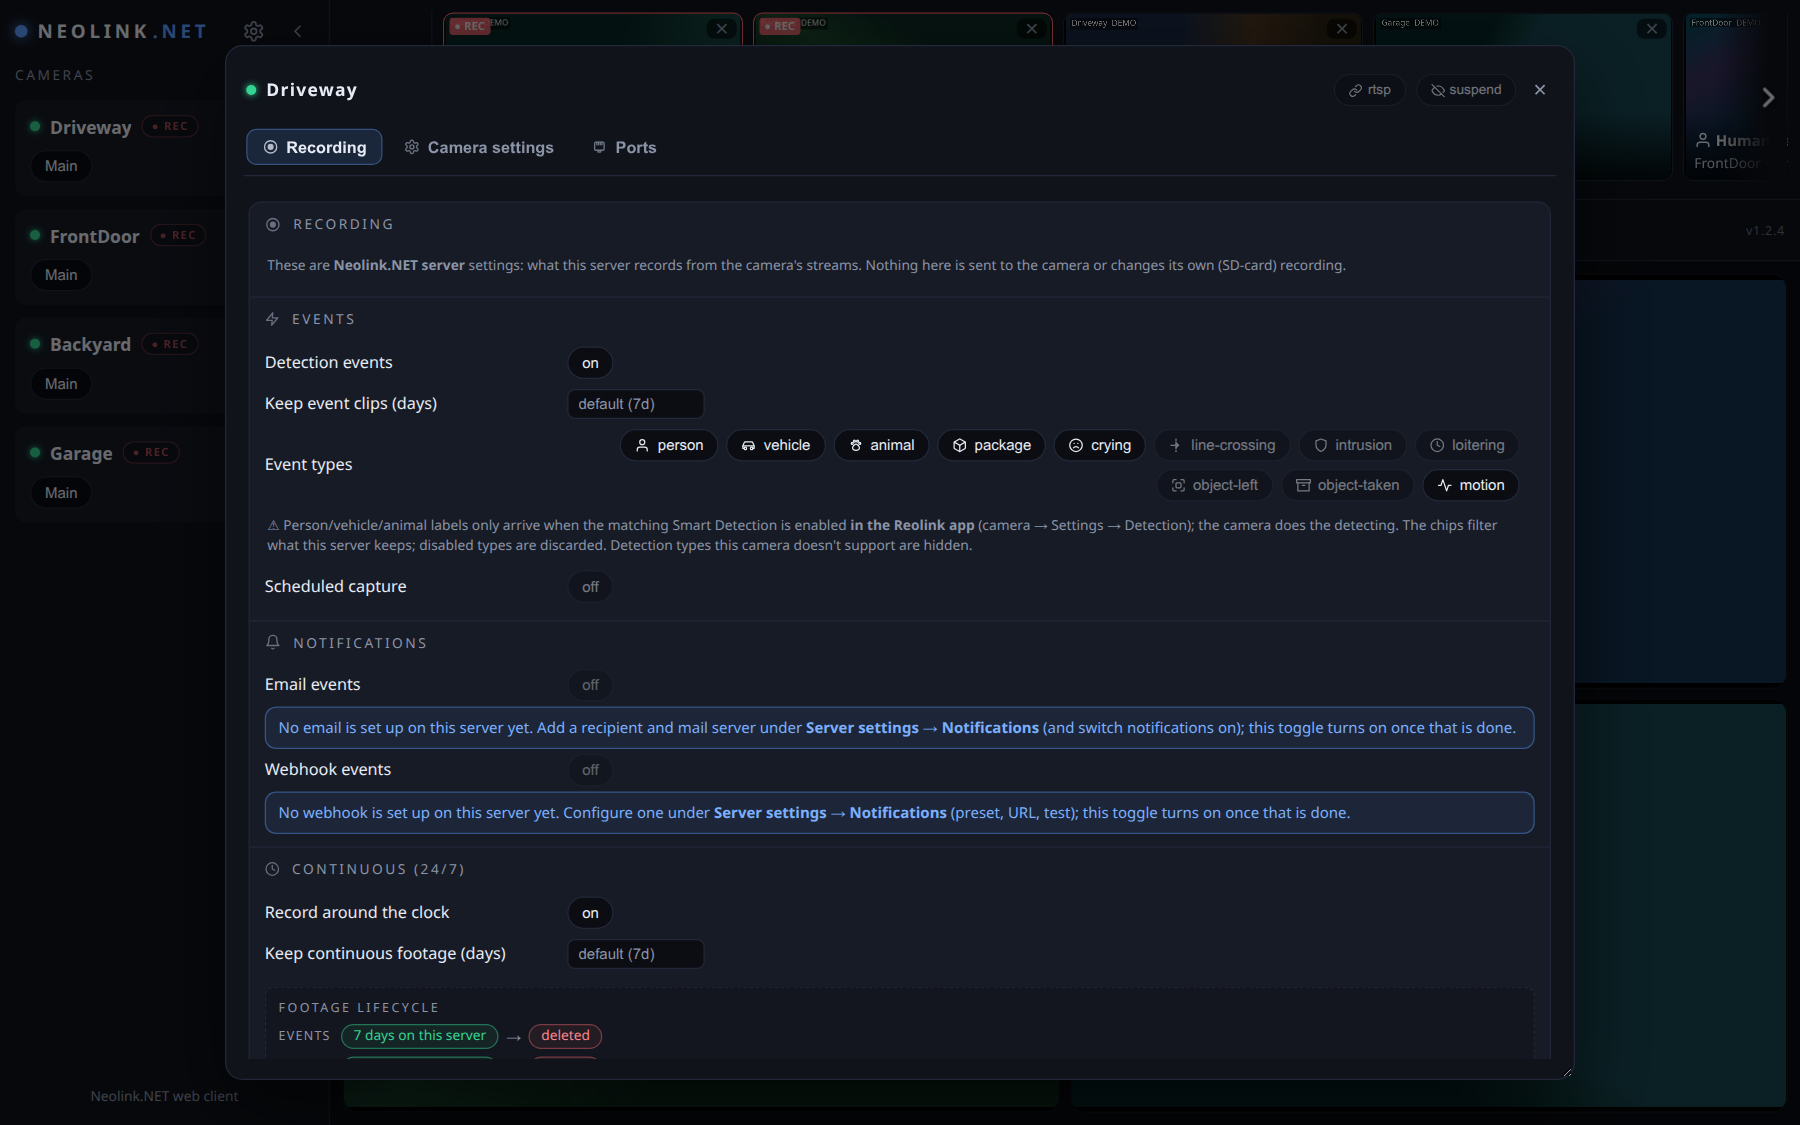 NEOLINK.NET
CAMERAS
Driveway
REC
Main
FrontDoor
REC
Main
Backyard
REC
Main
Garage
REC
Main
Neolink.NET web client
REC
EMO
REC
DEMO
Driveway DEMO
Garage DEMO
FrontDoor DEMO
Human
FrontDoor
v1.2.4
Driveway
rtsp
suspend
Recording
Camera settings
Ports
RECORDING
These are Neolink.NET server settings: what this server records from the camera's streams. Nothing here is sent to the camera or changes its own (SD-card) recording.
EVENTS
Detection events
on
Keep event clips (days)
default (7d)
Event types
person
vehicle
animal
package
crying
line-crossing
intrusion
loitering
object-left
object-taken
motion
⚠ Person/vehicle/animal labels only arrive when the matching Smart Detection is enabled in the Reolink app (camera → Settings → Detection); the camera does the detecting. The chips filter
what this server keeps; disabled types are discarded. Detection types this camera doesn't support are hidden.
Scheduled capture
off
NOTIFICATIONS
Email events
off
No email is set up on this server yet. Add a recipient and mail server under Server settings → Notifications (and switch notifications on); this toggle turns on once that is done.
Webhook events
off
No webhook is set up on this server yet. Configure one under Server settings → Notifications (preset, URL, test); this toggle turns on once that is done.
CONTINUOUS (24/7)
Record around the clock
on
Keep continuous footage (days)
default (7d)
FOOTAGE LIFECYCLE
EVENTS
7 days on this server
→
deleted